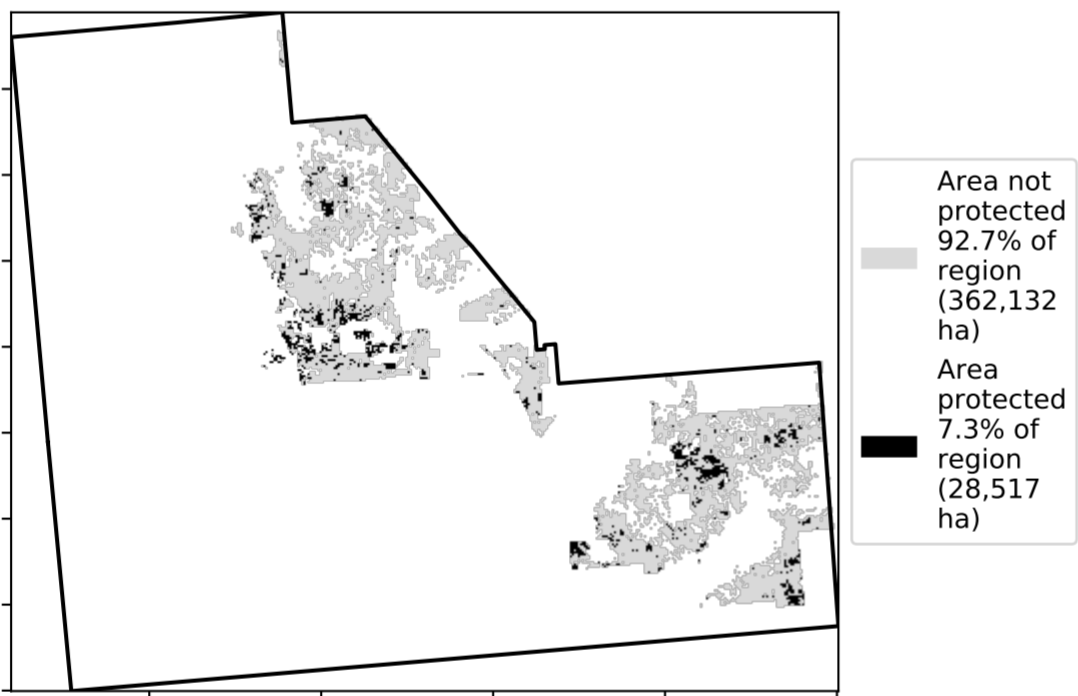 Area not
protected
92.7% of
region
(362,132
ha)
Area
protected
7.3% of
region
(28,517
ha)